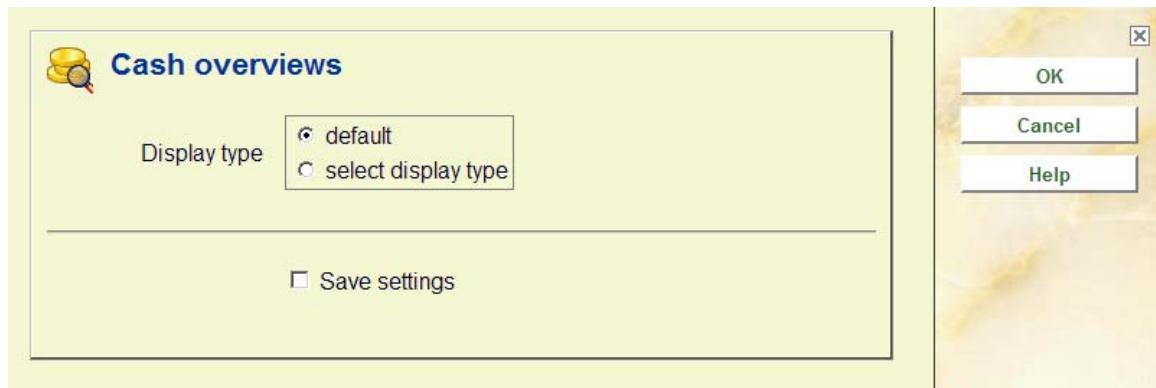 Cash overviews
Display type
default
select display type
Save settings
OK
Cancel
Help